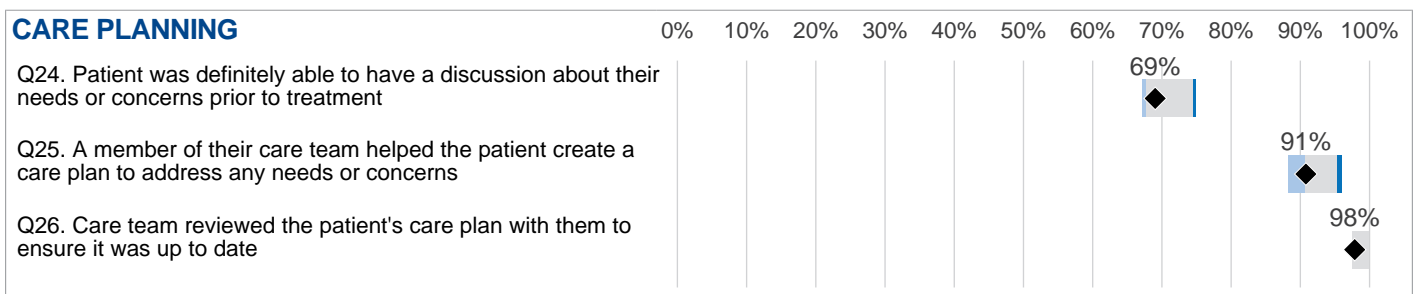 CARE PLANNING
0% 10% 20% 30% 40% 50% 60% 70% 80% 90% 100%
Q24. Patient was definitely able to have a discussion about their
needs or concerns prior to treatment
69%
Q25. A member of their care team helped the patient create a
care plan to address any needs or concerns
91%
Q26. Care team reviewed the patient's care plan with them to
ensure it was up to date
98%